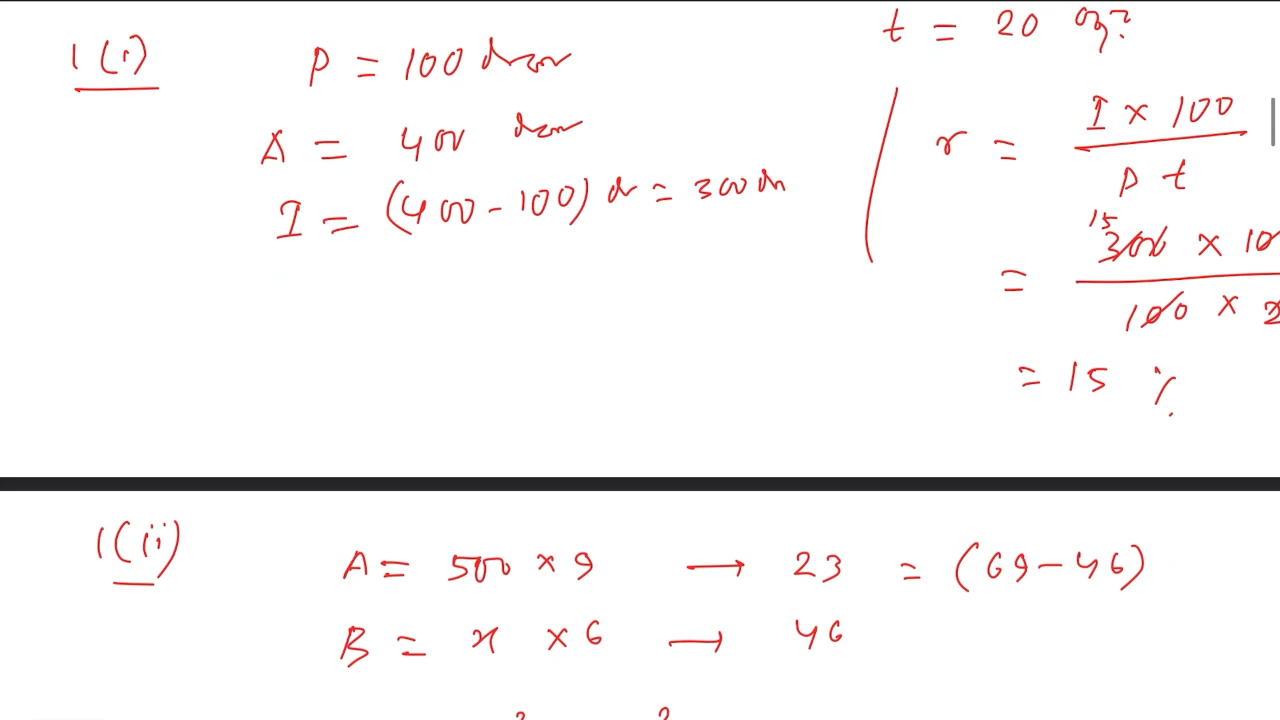 1(i)
P = 100
A = 400
I = (400 - 100) = 300
t = 20
r = I × 100 / P t
= 15 300 × 10 / 100 × 2
= 15 %
1(ii)
A = 500 × 9 → 23 = (69 - 46)
B = x × 6 → 46